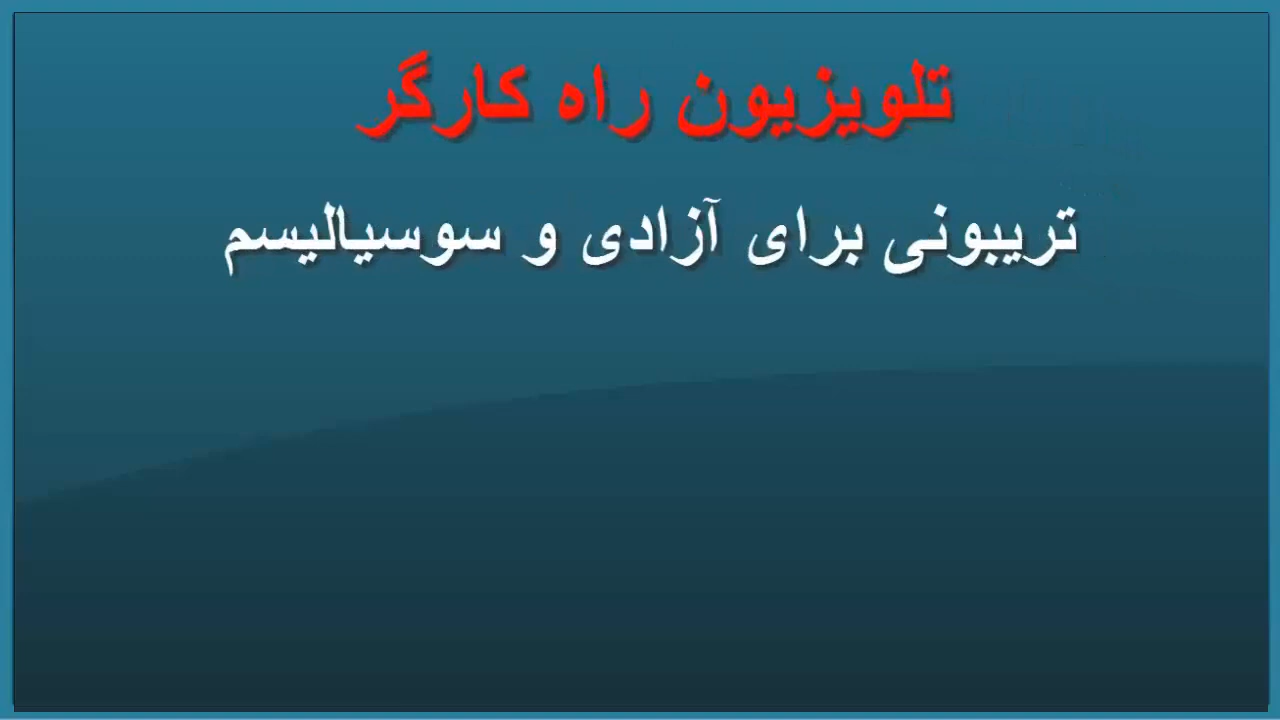 تلویزیون راه کارگر
تریبونی برای آزادی و سوسیالیسم